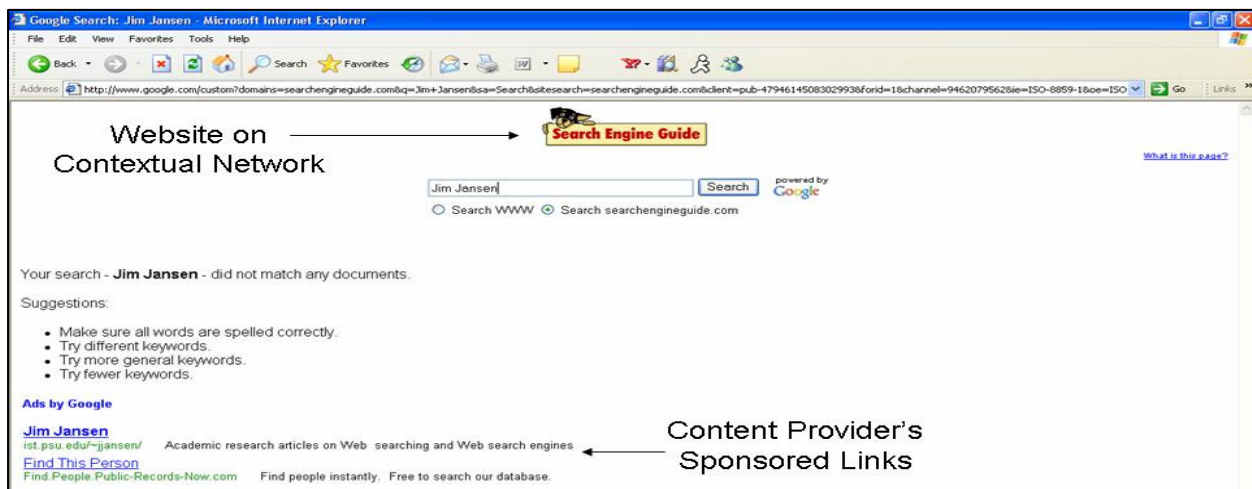 Google Search: Jim Jansen - Microsoft Internet Explorer
File Edit View Favorites Tools Help
Back Search Favorites
Address http://www.google.com/custom?domains=searchengineguide.com&q=Jim+Jansen&sa=Search&sitesearch=searchengineguide.com&client=pub-4794614508302993&forid=1&channel=9462079562&ie=ISO-8859-1&oe=ISO Go Links »
Website on
Contextual Network
Search Engine Guide
What is this page?
Jim Jansen Search powered by Google
Search WWW Search searchengineguide.com
Your search - Jim Jansen - did not match any documents.
Suggestions:
• Make sure all words are spelled correctly.
• Try different keywords.
• Try more general keywords.
• Try fewer keywords.
Ads by Google
Jim Jansen
ist.psu.edu/~jjansen/ Academic research articles on Web searching and Web search engines
Find This Person
Find.People.Public-Records-Now.com Find people instantly. Free to search our database.
Content Provider's
Sponsored Links